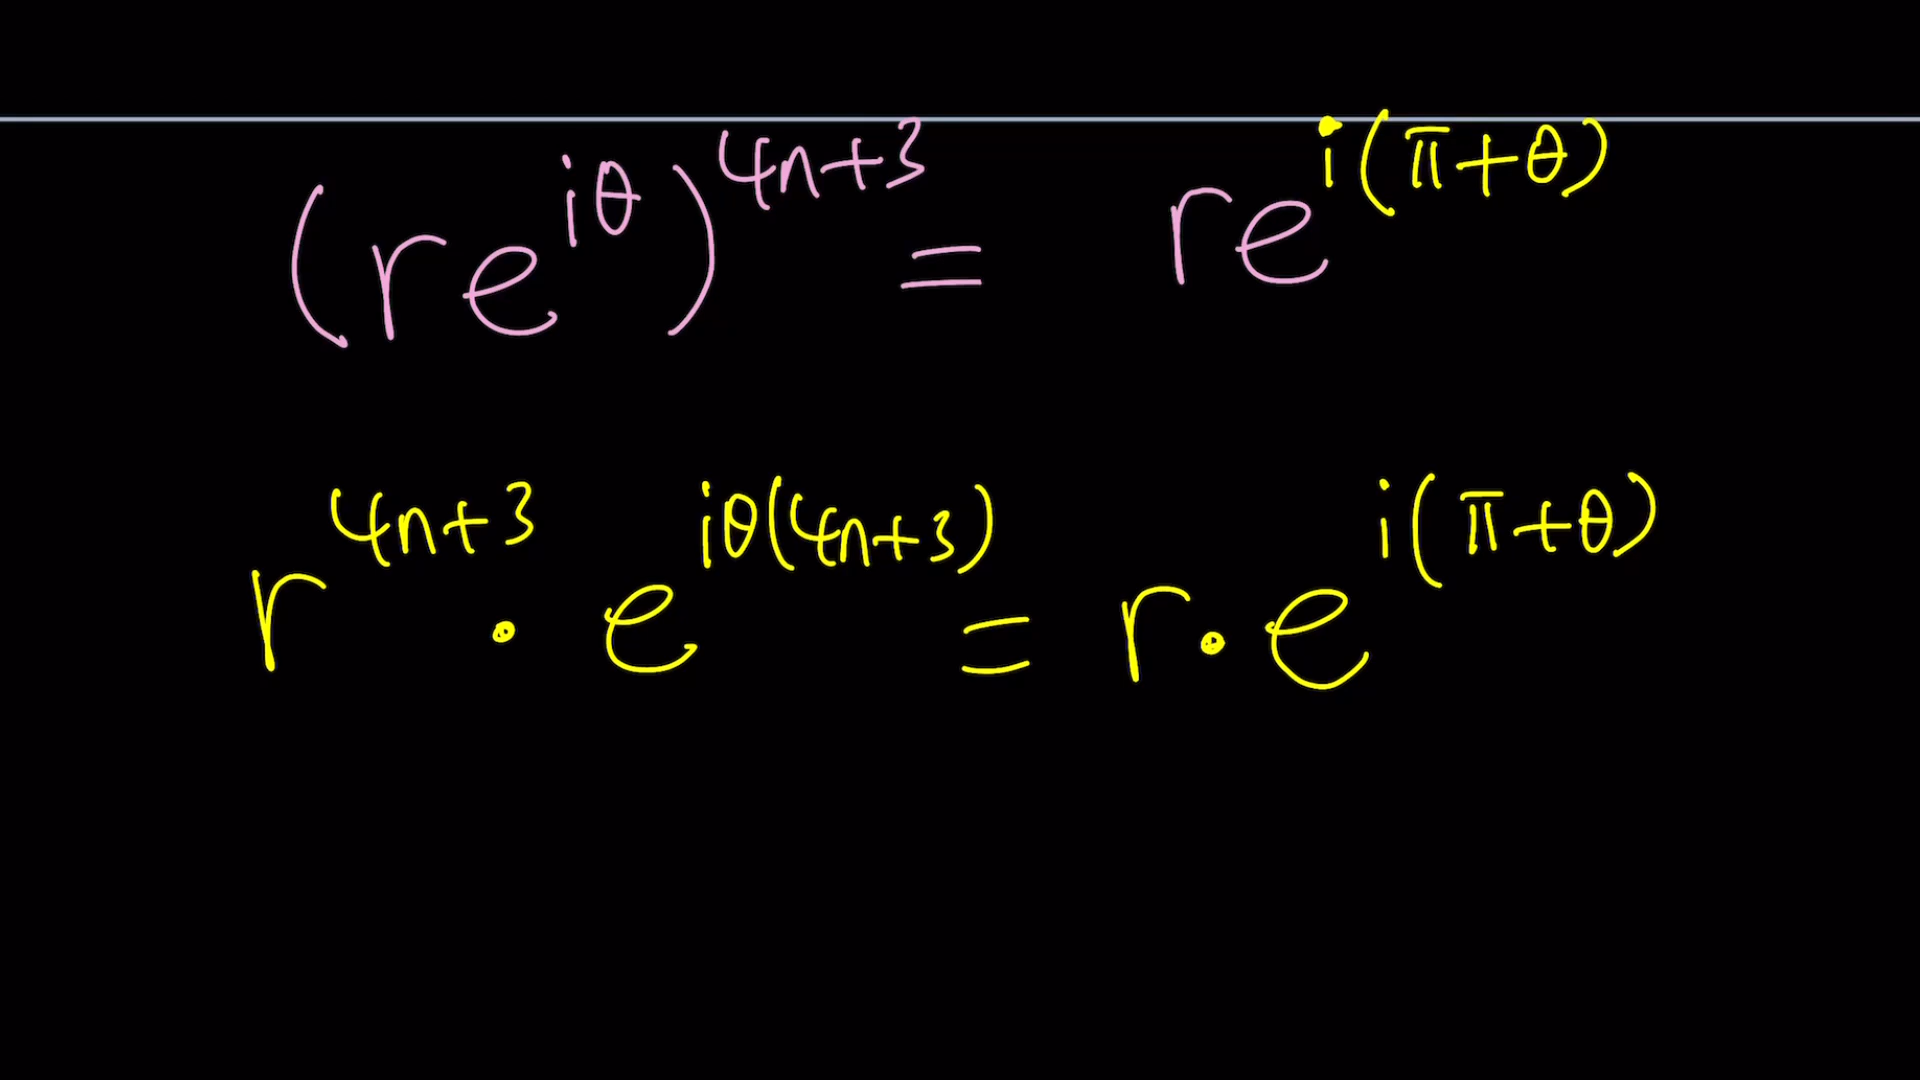 (re^{iθ})^{4n+3} = re^{i(π+θ)}
r^{4n+3} · e^{iθ(4n+3)} = r · e^{i(π+θ)}